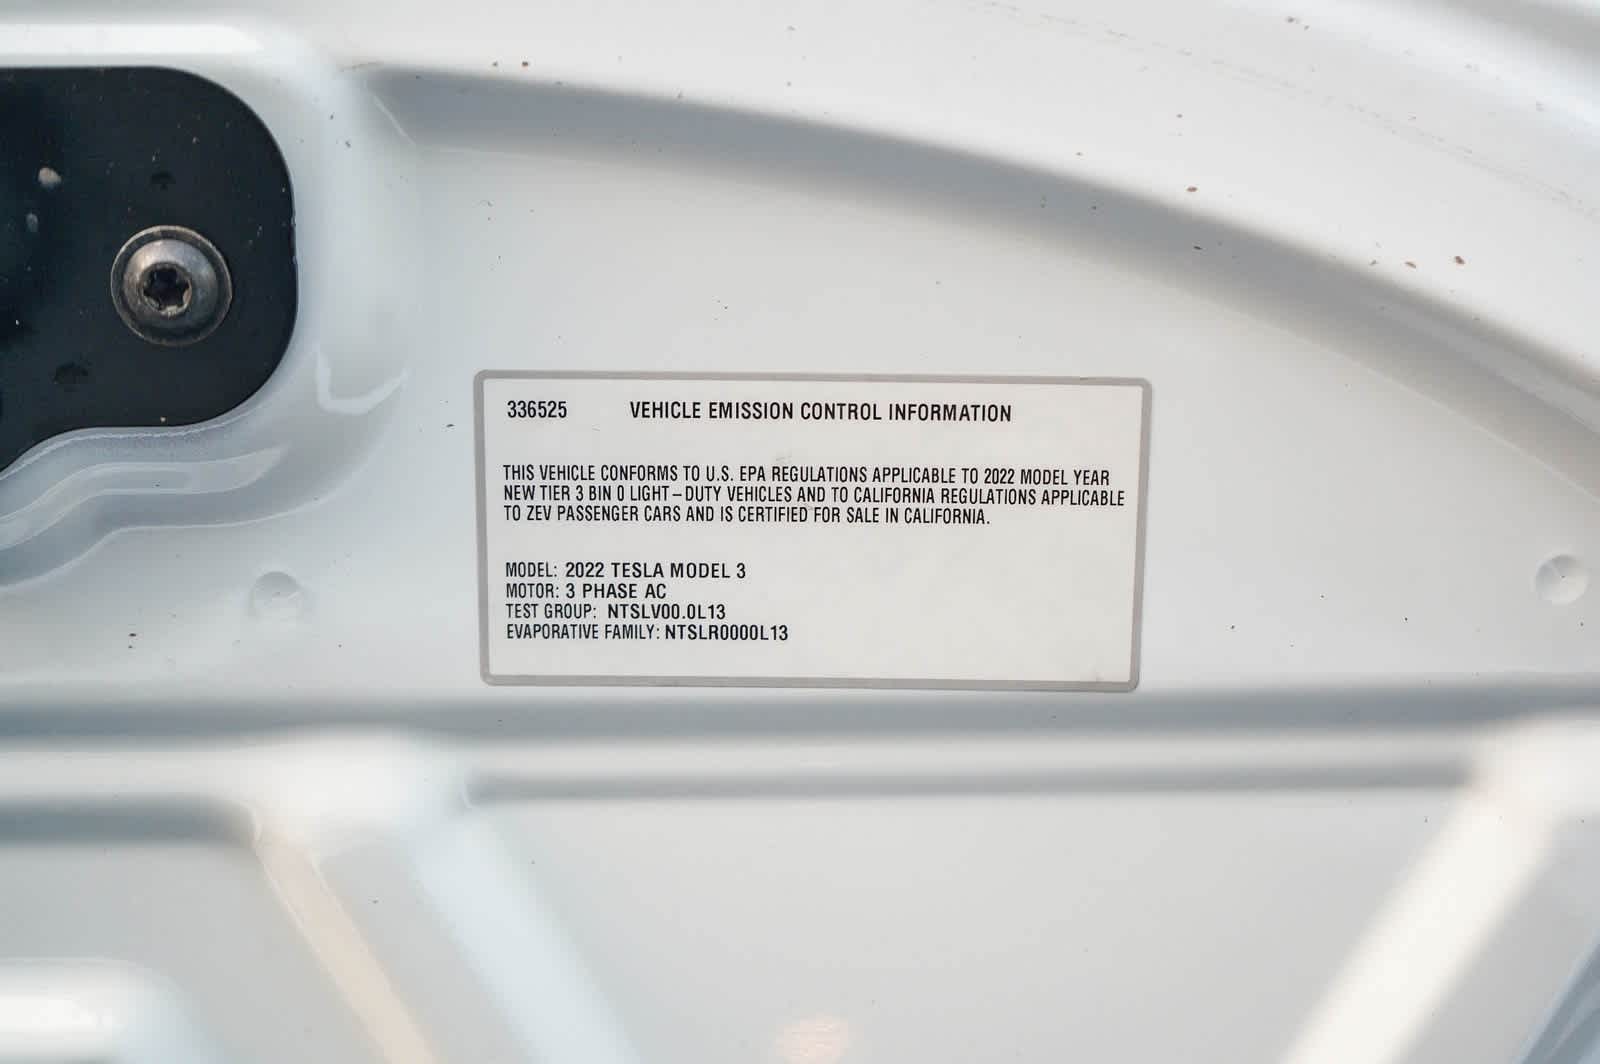 336525 VEHICLE EMISSION CONTROL INFORMATION
THIS VEHICLE CONFORMS TO U.S. EPA REGULATIONS APPLICABLE TO 2022 MODEL YEAR
NEW TIER 3 BIN 0 LIGHT-DUTY VEHICLES AND TO CALIFORNIA REGULATIONS APPLICABLE
TO ZEV PASSENGER CARS AND IS CERTIFIED FOR SALE IN CALIFORNIA.
MODEL: 2022 TESLA MODEL 3
MOTOR: 3 PHASE AC
TEST GROUP: NTSLV00.0L13
EVAPORATIVE FAMILY: NTSLR0000L13